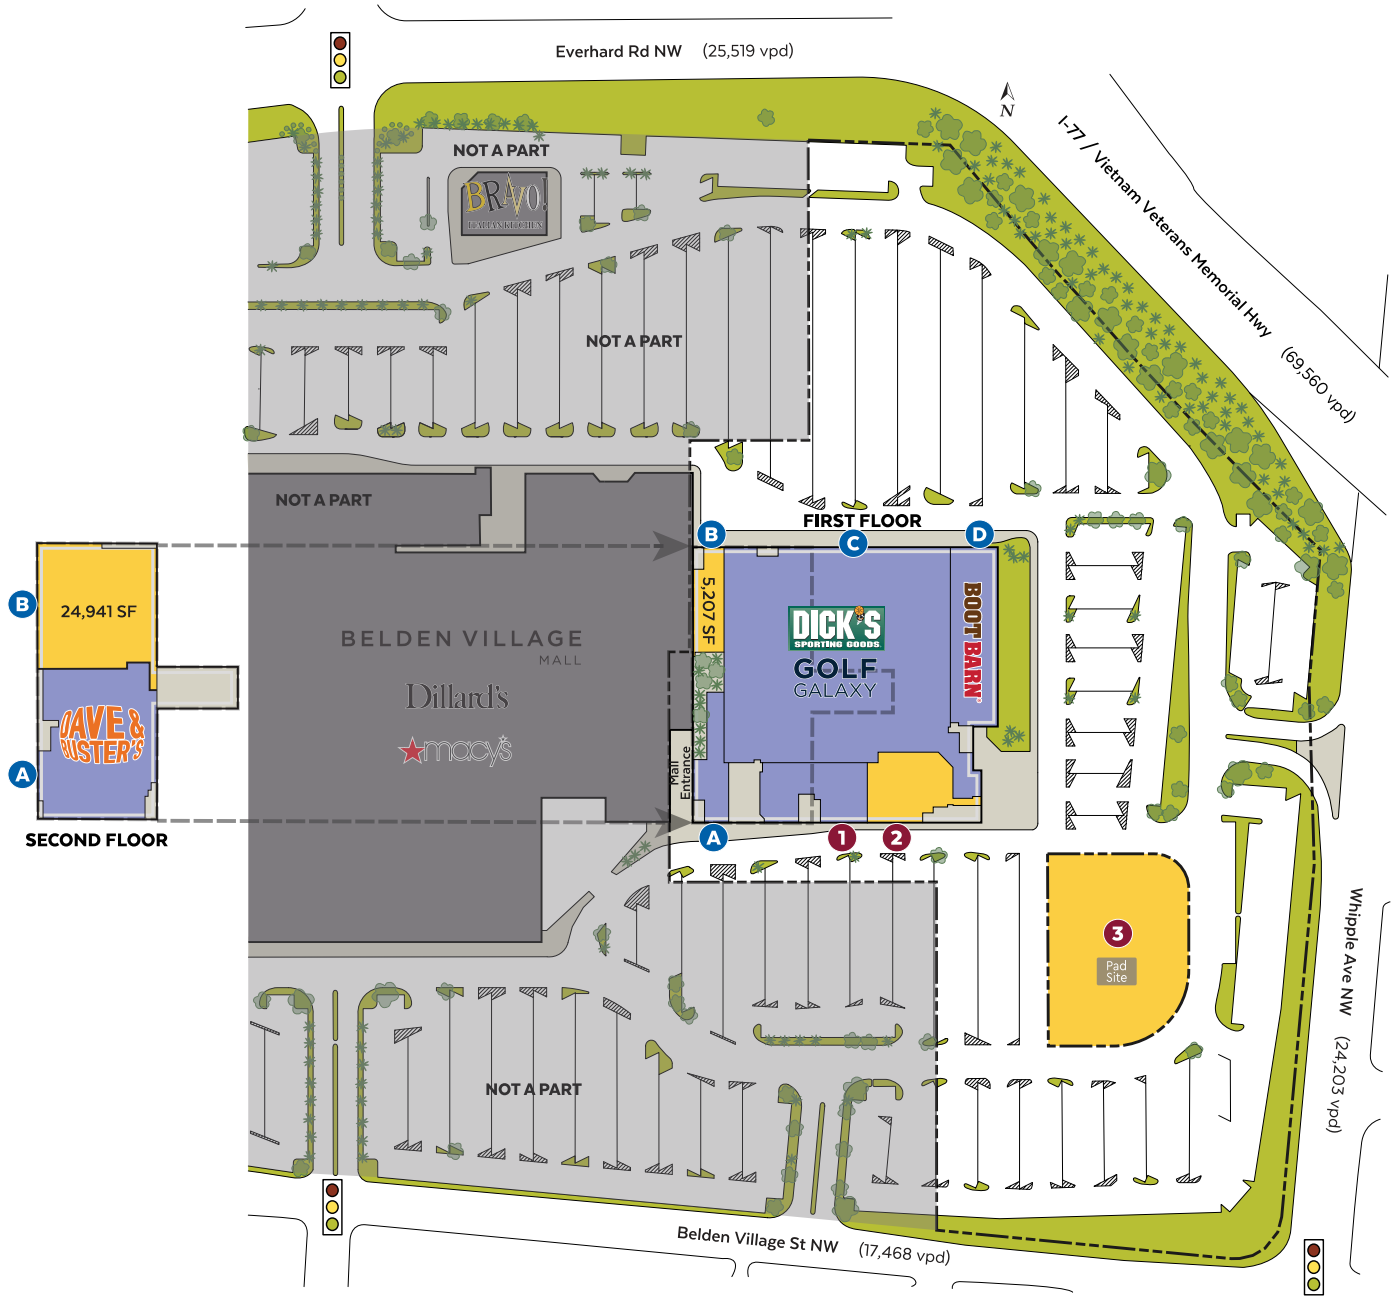 Everhard Rd NW (25,519 vpd)
N
I-77 / Vietnam Veterans Memorial Hwy (69,560 vpd)
NOT A PART
BRAVO!
ITALIAN KITCHEN
NOT A PART
NOT A PART
FIRST FLOOR
B
C
D
B
24,941 SF
5,207 SF
DICK'S
SPORTING GOODS
GOLF
GALAXY
BOOT BARN
BELDEN VILLAGE
MALL
Dillard's
macy's
DAVE &
BUSTER'S
A
Mall
Entrance
SECOND FLOOR
A
1
2
3
Pad
Site
Whipple Ave NW (24,203 vpd)
NOT A PART
Belden Village St NW (17,468 vpd)